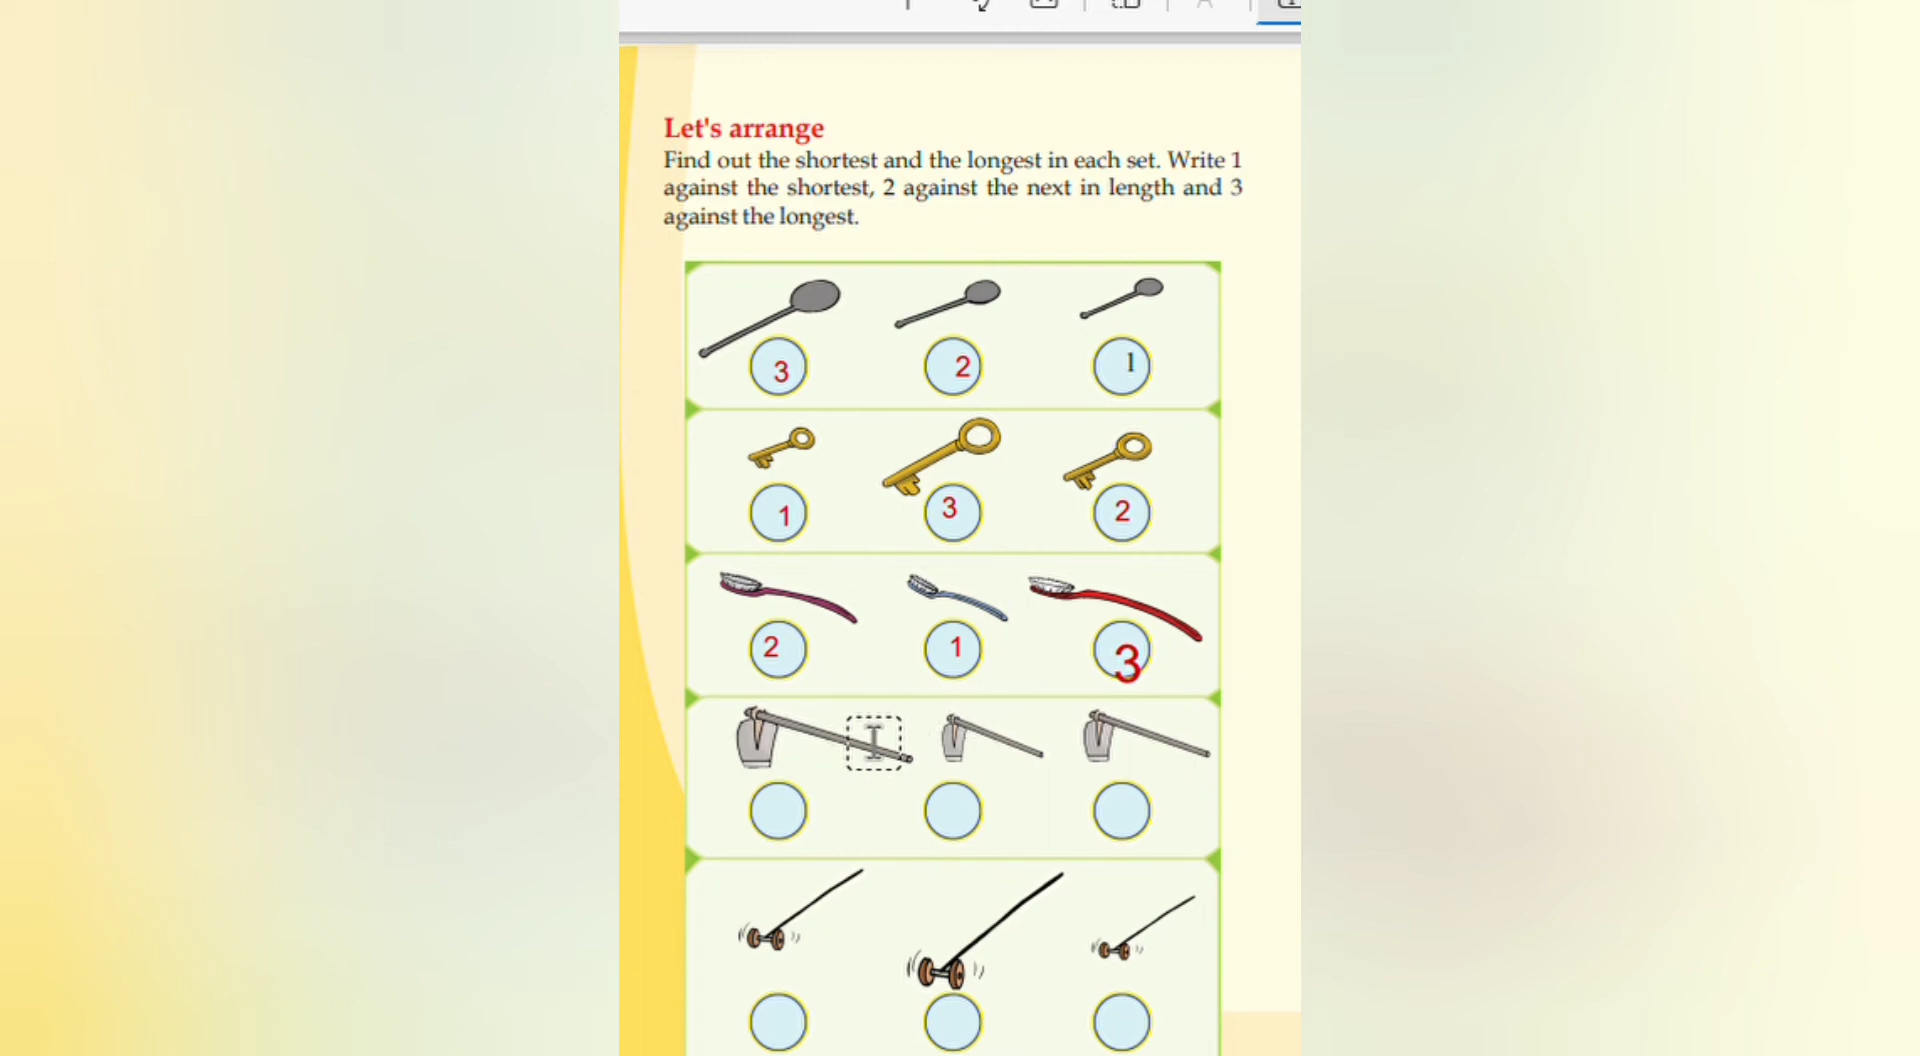 Let's arrange
Find out the shortest and the longest in each set. Write 1
against the shortest, 2 against the next in length and 3
against the longest.
3 2 1
1 3 2
2 1 3